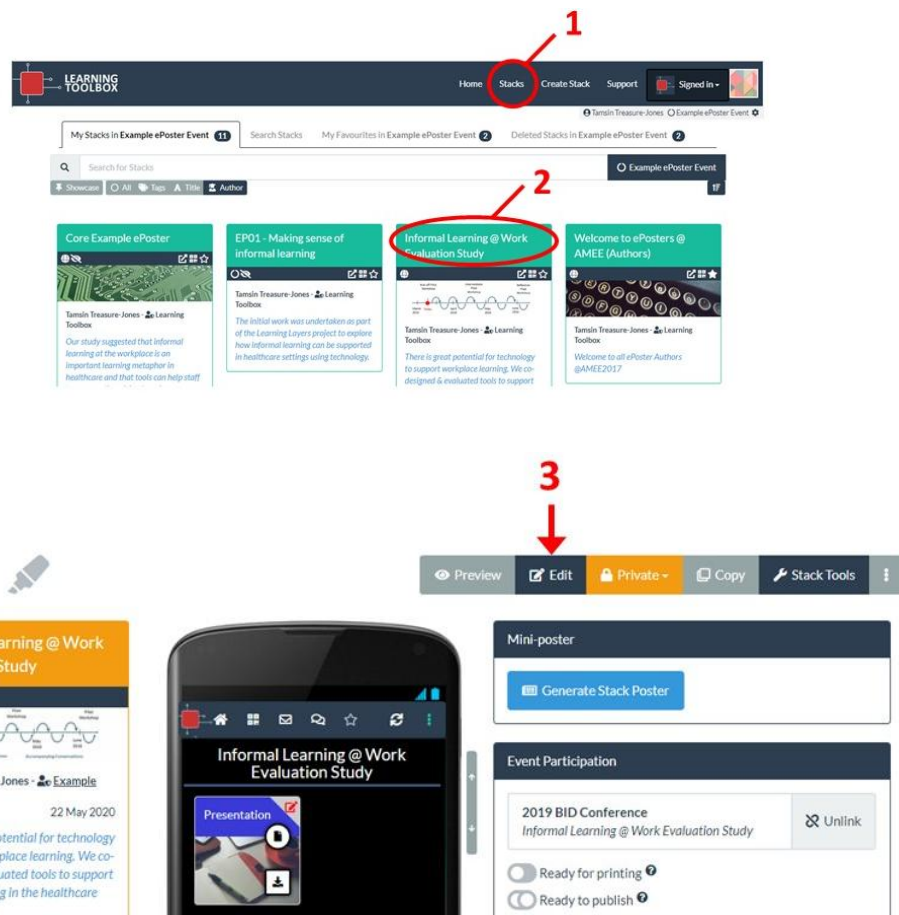 1
LEARNING
TOOLBOX
Home Stacks Create Stack Support Signed in
Tamsin Treasure-Jones Example ePoster Event
My Stacks in Example ePoster Event 11 Search Stacks My Favourites in Example ePoster Event 2 Deleted Stacks in Example ePoster Event 2
Search for Stacks Example ePoster Event
Showcase All Tags Title Author
2
Core Example ePoster
Tamsin Treasure-Jones - Learning
Toolbox
Our study suggested that informal
learning at the workplace is an
important learning metaphor in
healthcare and that tools can help staff
EP01 - Making sense of
informal learning
Tamsin Treasure-Jones - Learning
Toolbox
The initial work was undertaken as part
of the Learning Layers project to explore
how informal learning can be supported
in healthcare settings using technology.
Informal Learning @ Work
Evaluation Study
Tamsin Treasure-Jones - Learning
Toolbox
There is great potential for technology
to support workplace learning. We co-
designed & evaluated tools to support
Welcome to ePosters @
AMEE (Authors)
Tamsin Treasure-Jones - Learning
Toolbox
Welcome to all ePoster Authors
@AMEE2017
3
Preview Edit Private Copy Stack Tools
arning @ Work
Study
Jones - Example
22 May 2020
otential for technology
place learning. We co-
uated tools to support
g in the healthcare
Informal Learning @ Work
Evaluation Study
Presentation
Mini-poster
Generate Stack Poster
Event Participation
2019 BID Conference
Informal Learning @ Work Evaluation Study
Unlink
Ready for printing
Ready to publish